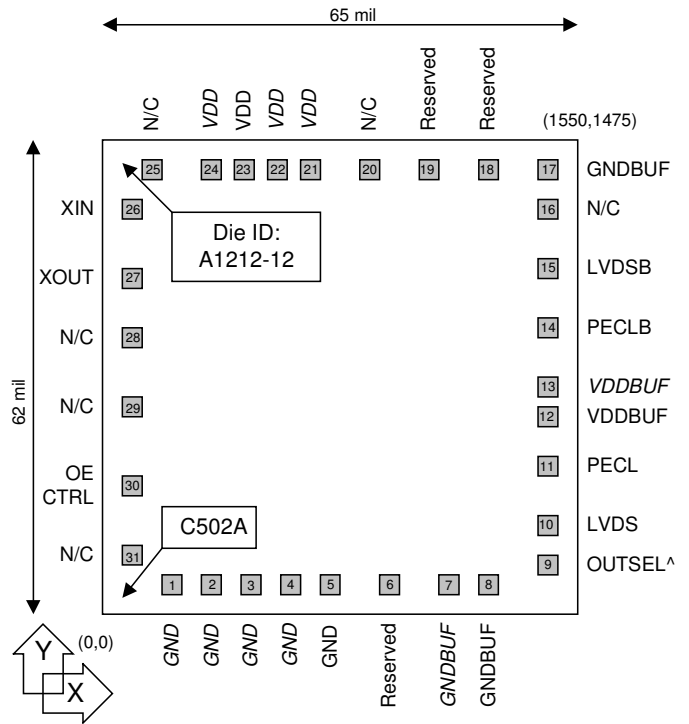 65 mil
N/C
VDD
VDD
VDD
VDD
N/C
Reserved
Reserved
(1550,1475)
25
24
23
22
21
20
19
18
17
GNDBUF
XIN
26
16
N/C
Die ID:
A1212-12
XOUT
27
15
LVDSB
N/C
28
14
PECLB
62 mil
13
VDDBUF
N/C
29
12
VDDBUF
11
PECL
OE
CTRL
30
C502A
10
LVDS
N/C
31
9
OUTSEL^
1
2
3
4
5
6
7
8
GND
GND
GND
GND
GND
Reserved
GNDBUF
GNDBUF
(0,0)
Y
X